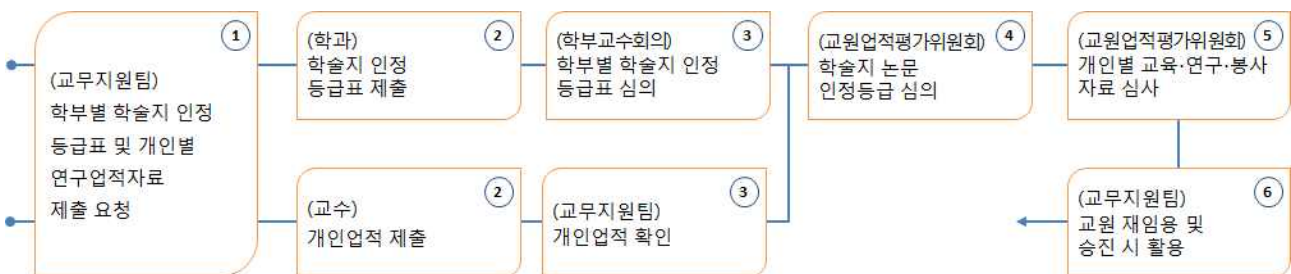 ①
(교무지원팀)
학부별 학술지 인정
등급표 및 개인별
연구업적자료
제출 요청
②
(학과)
학술지 인정
등급표 제출
③
(학부교수회의)
학부별 학술지 인정
등급표 심의
②
(교수)
개인업적 제출
③
(교무지원팀)
개인업적 확인
④
(교원업적평가위원회)
학술지 논문
인정등급 심의
⑤
(교원업적평가위원회)
개인별 교육·연구·봉사
자료 심사
⑥
(교무지원팀)
교원 재임용 및
승진 시 활용